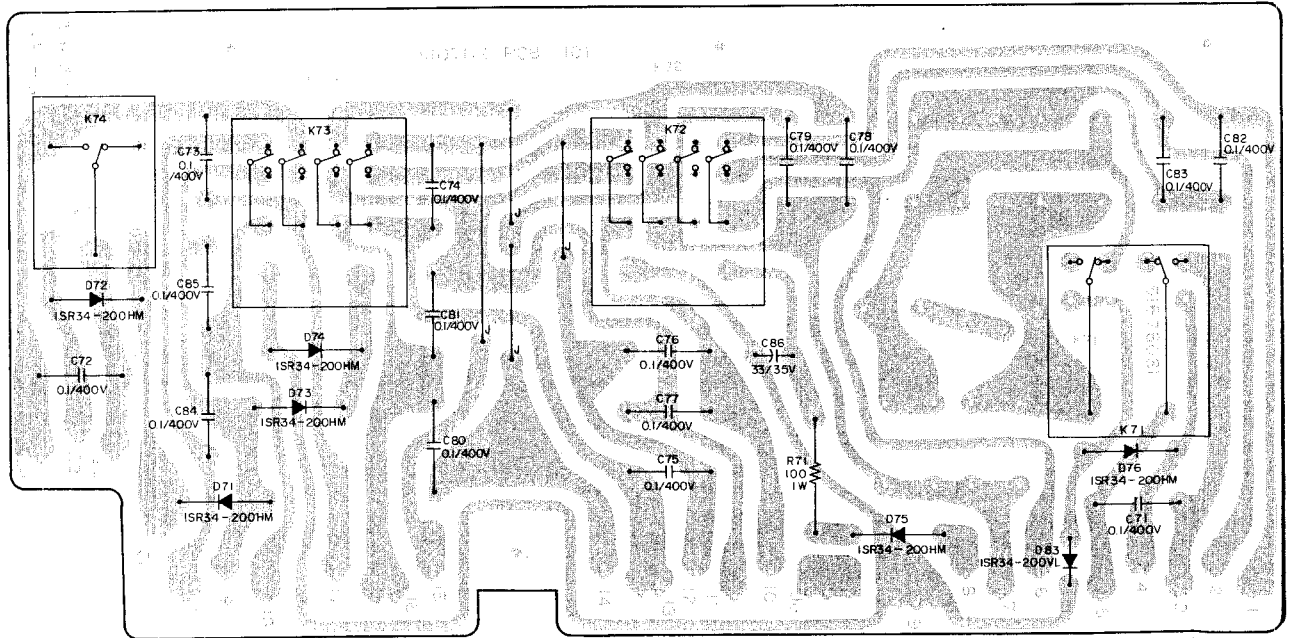 K74
C73
0.1
/400V
K73
C74
0.1/400V
J
J
J
J
K72
C79
0.1/400V
C78
0.1/400V
C83
0.1/400V
C82
0.1/400V
D72
1SR34-200HM
C85
0.1/400V
C81
0.1/400V
D74
1SR34-200HM
C76
0.1/400V
C86
33/35V
C72
0.1/400V
D73
1SR34-200HM
C84
0.1/400V
C77
0.1/400V
K71
C80
0.1/400V
C75
0.1/400V
R71
100
1W
D76
1SR34-200HM
D71
1SR34-200HM
C71
0.1/400V
D75
1SR34-200HM
D83
1SR34-200VL